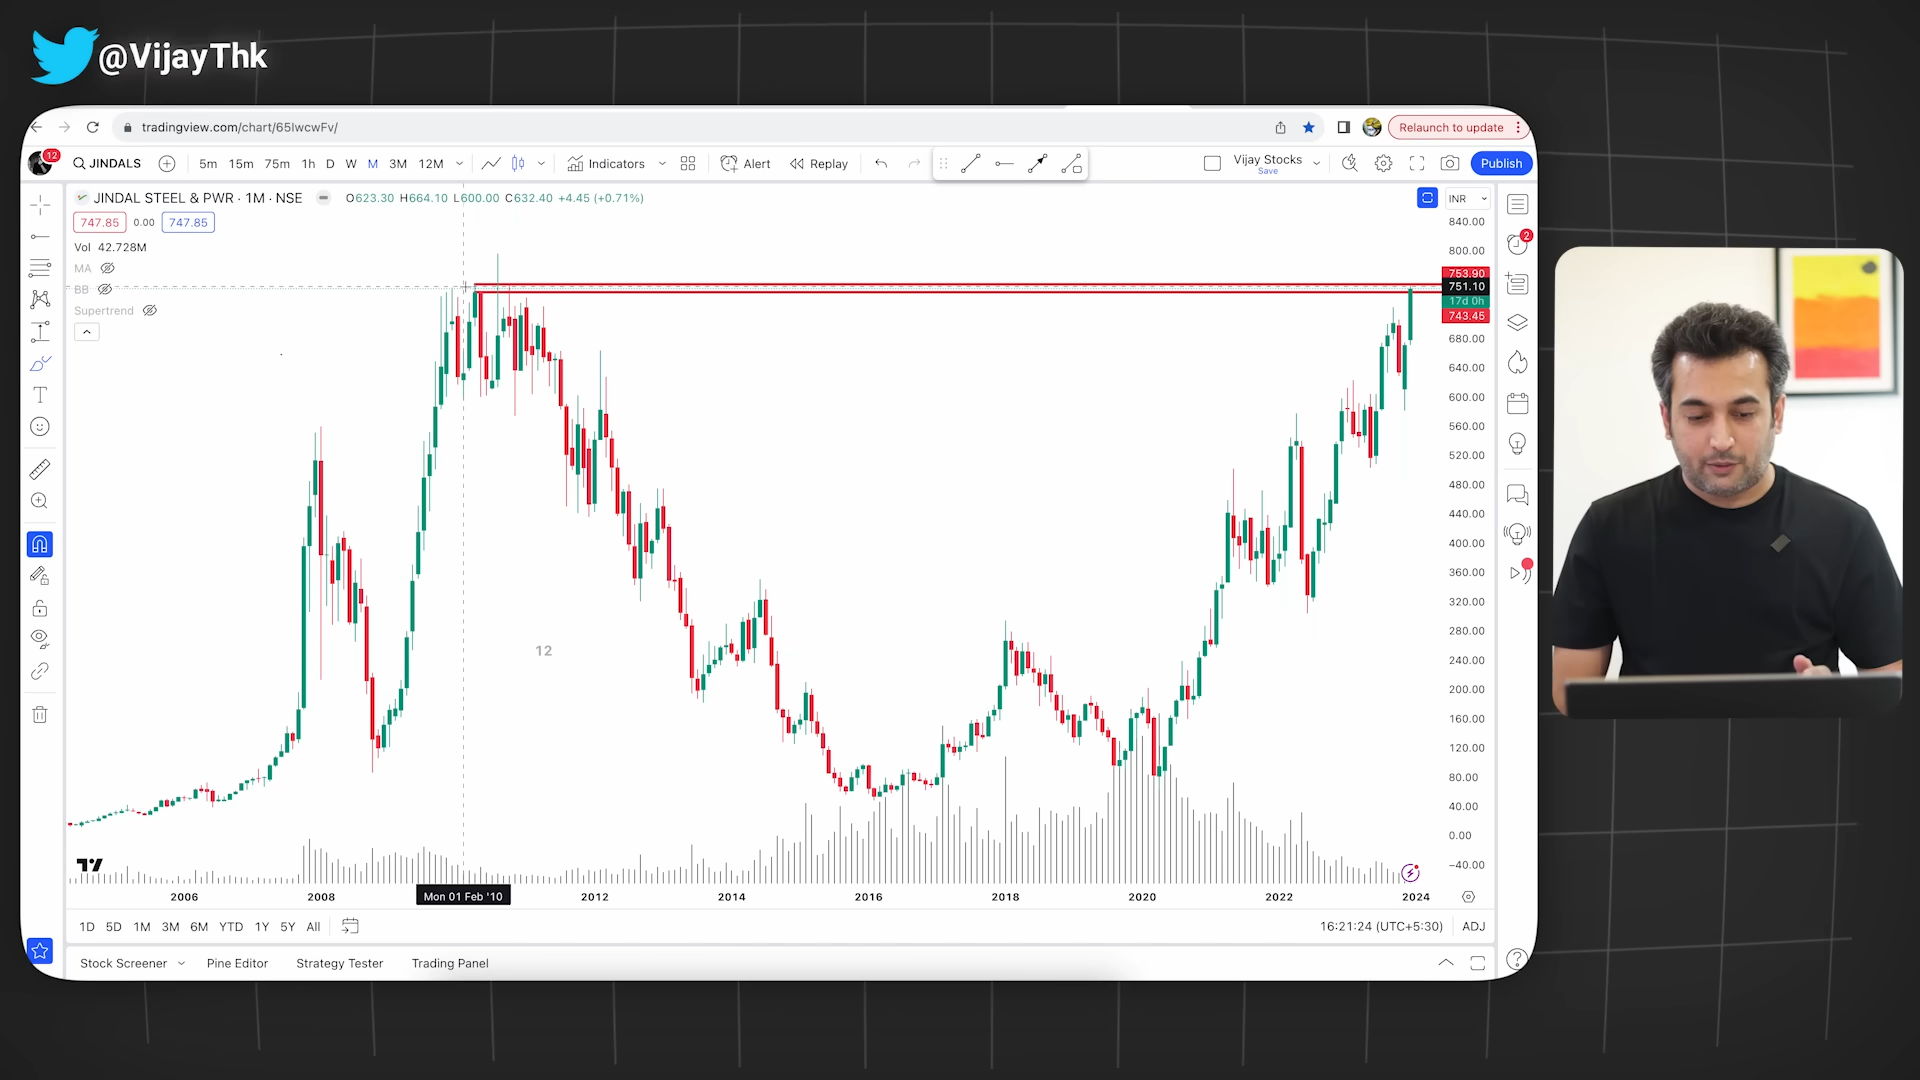 @VijayThk
tradingview.com/chart/65lwcwFv/
Relaunch to update
12
JINDALS
5m 15m 75m 1h D W M 3M 12M
Indicators
Alert
Replay
Vijay Stocks
Save
Publish
JINDAL STEEL & PWR · 1M · NSE
O623.30 H664.10 L600.00 C632.40 +4.45 (+0.71%)
INR
747.85 0.00 747.85
Vol 42.728M
MA
BB
Supertrend
840.00
800.00
753.90
751.10
17d 0h
743.45
680.00
640.00
600.00
560.00
520.00
480.00
440.00
400.00
360.00
320.00
280.00
240.00
200.00
160.00
120.00
80.00
40.00
0.00
−40.00
2
12
2006 2008 Mon 01 Feb '10 2012 2014 2016 2018 2020 2022 2024
1D 5D 1M 3M 6M YTD 1Y 5Y All
16:21:24 (UTC+5:30) ADJ
Stock Screener Pine Editor Strategy Tester Trading Panel